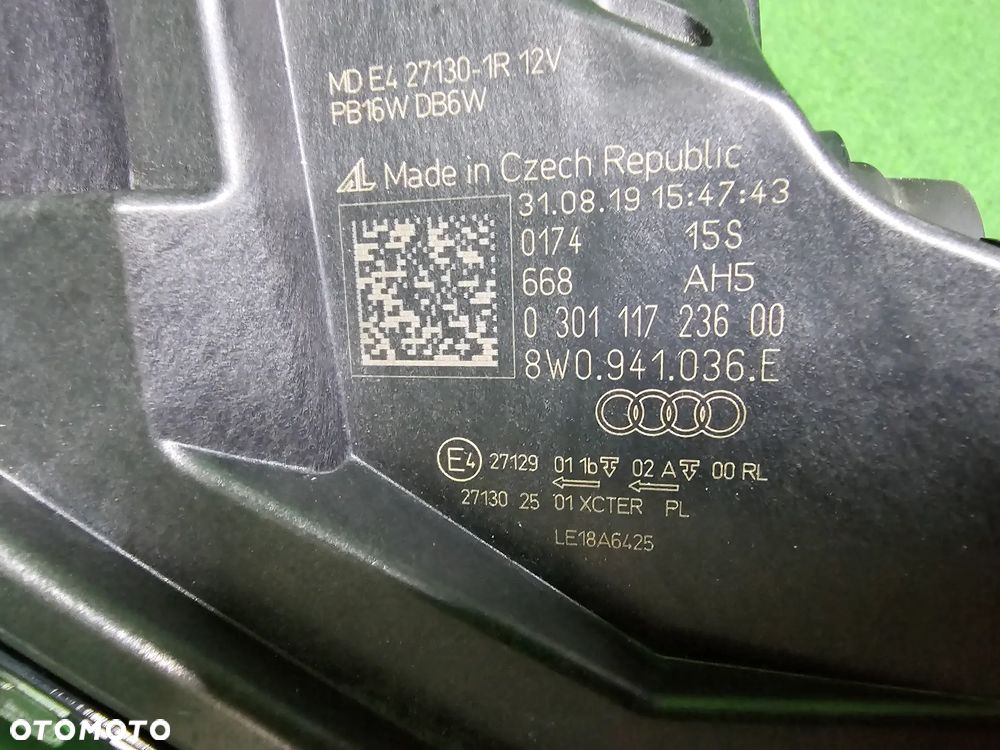 MD E4 27130-1R 12V
PB16W DB6W
AL Made in Czech Republic
31.08.19 15:47:43
0174 15S
668 AH5
0 301 117 236 00
8W0.941.036.E
E4 27129 01 1b 02 A 00 RL
27130 25 01 XCTER PL
LE18A6425
OTOMOTO